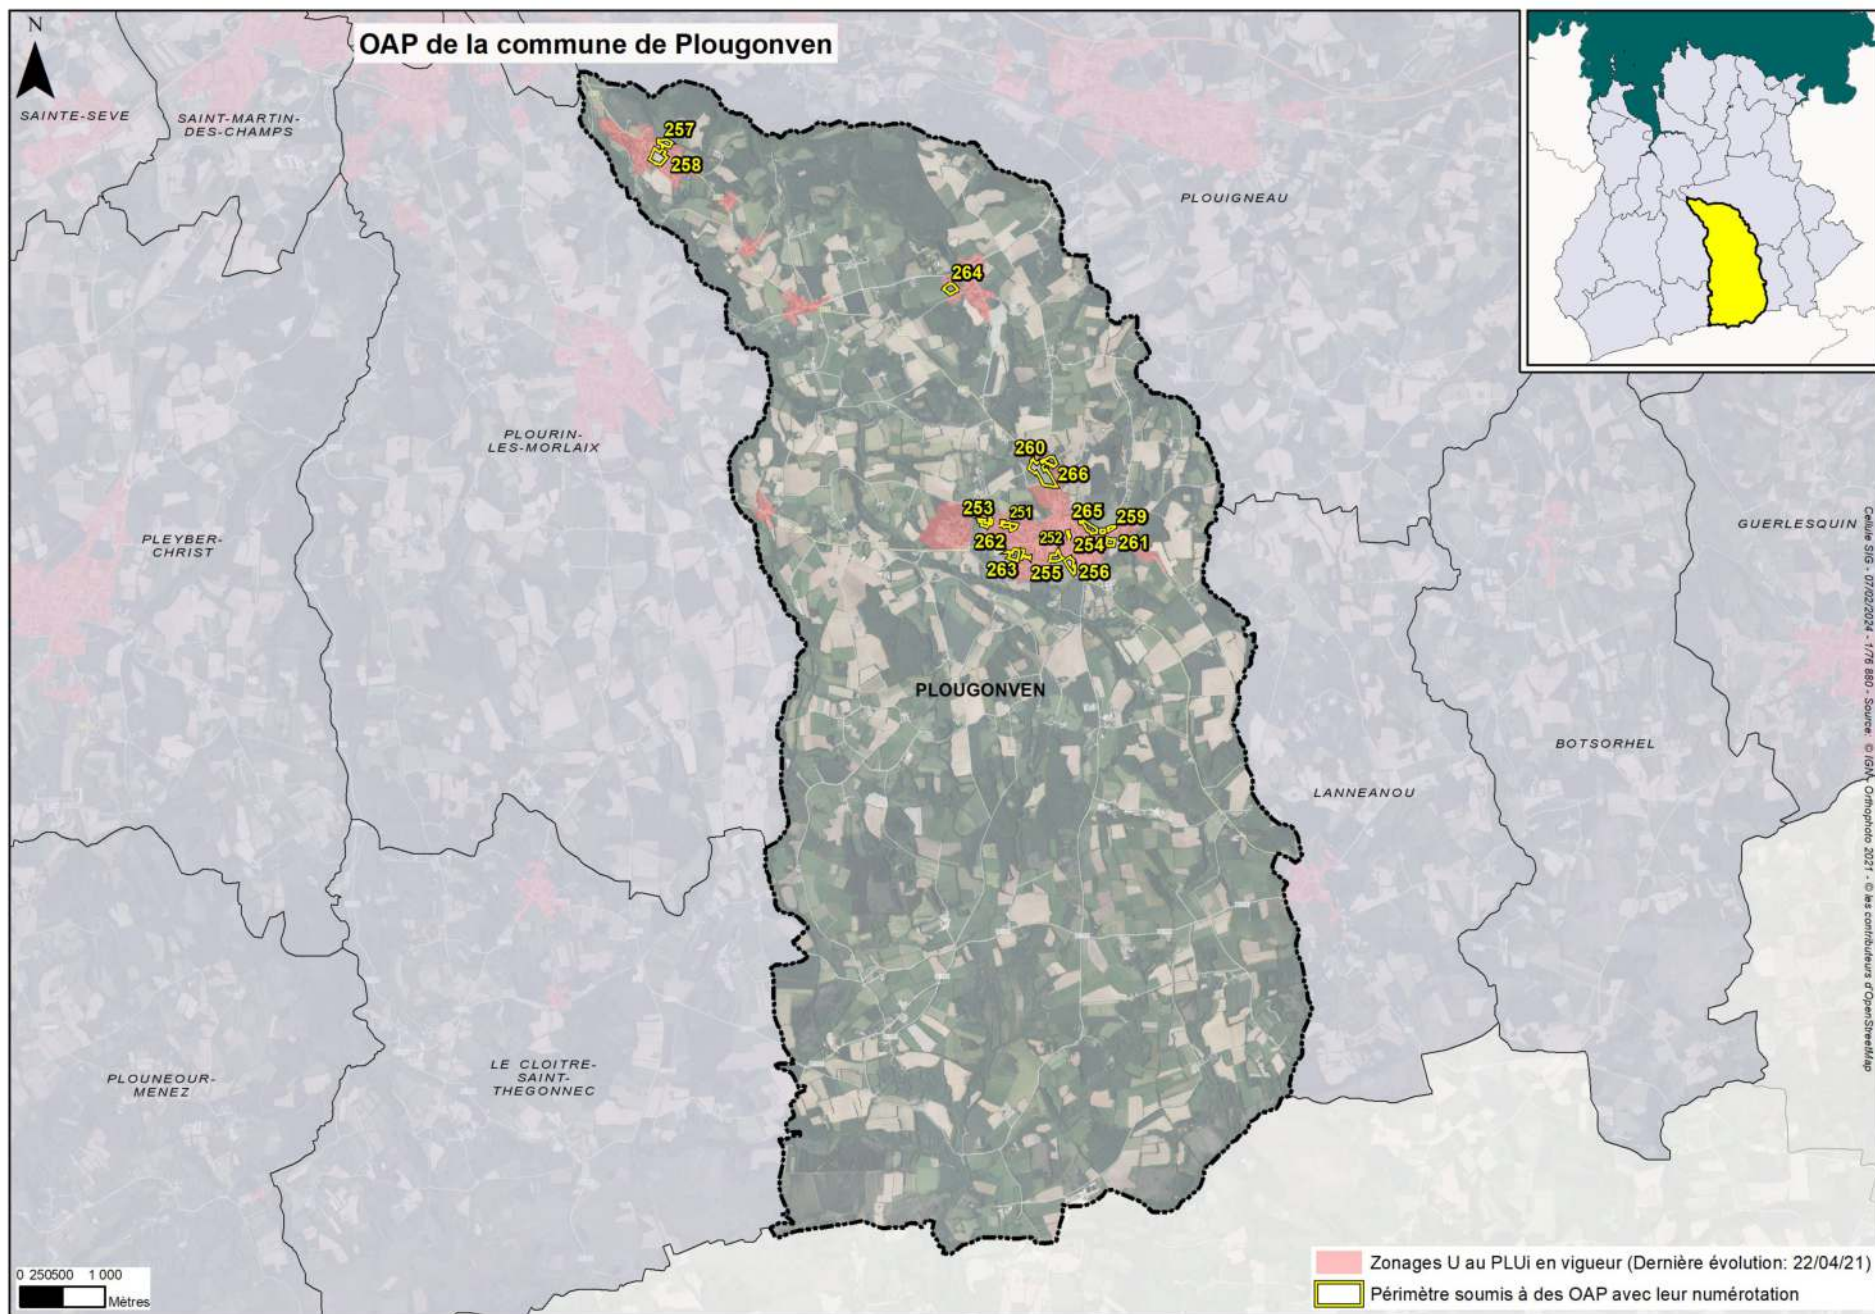 N
OAP de la commune de Plougonven
SAINTE-SEVE
SAINT-MARTIN-
DES-CHAMPS
257
258
PLOUIGNEAU
264
PLOURIN-
LES-MORLAIX
260
266
253
251
265
259
PLEYBER-
CHRIST
262
252
254
261
263
255
256
GUERLESQUIN
PLOUGONVEN
BOTSORHEL
LANNEANOU
PLOUNEOUR-
MENEZ
LE CLOITRE-
SAINT-
THEGONNEC
Cellule SIG - 07/02/2024 - 1/76 880 - Source: © IGN - Orthophoto 2021 - © les contributeurs d'OpenStreetMap
0 250500 1 000
Mètres
Zonages U au PLUi en vigueur (Dernière évolution: 22/04/21)
Périmètre soumis à des OAP avec leur numérotation